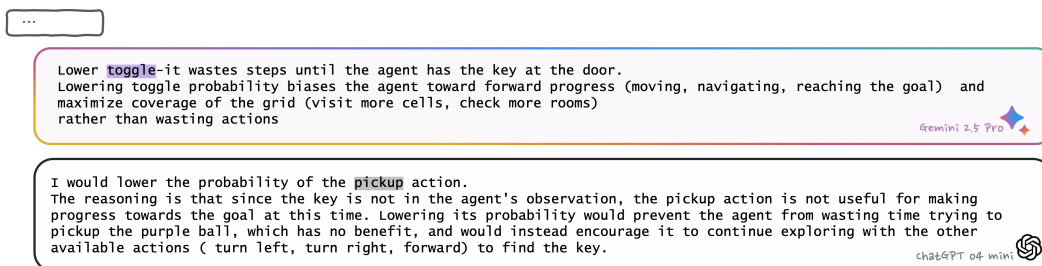 ...
Lower toggle-it wastes steps until the agent has the key at the door.
Lowering toggle probability biases the agent toward forward progress (moving, navigating, reaching the goal)  and
maximize coverage of the grid (visit more cells, check more rooms)
rather than wasting actions
Gemini 2.5 Pro
I would lower the probability of the pickup action.
The reasoning is that since the key is not in the agent's observation, the pickup action is not useful for making
progress towards the goal at this time. Lowering its probability would prevent the agent from wasting time trying to
pickup the purple ball, which has no benefit, and would instead encourage it to continue exploring with the other
available actions ( turn left, turn right, forward) to find the key.
ChatGPT o4 mini